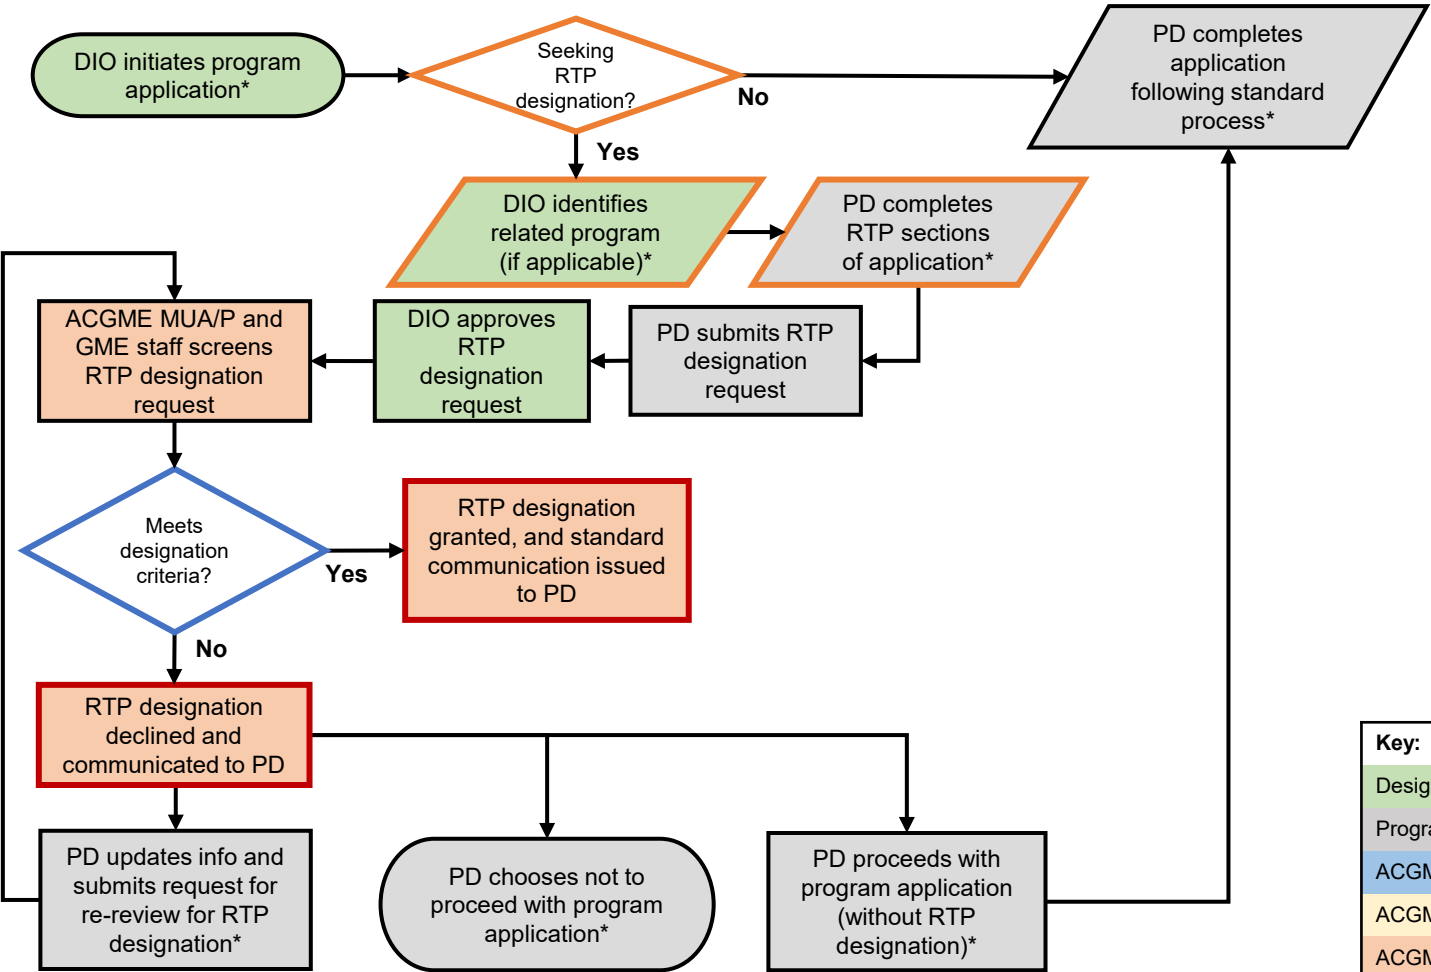 DIO initiates program
application*
Seeking
RTP
designation?
No
Yes
PD completes
application
following standard
process*
DIO identifies
related program
(if applicable)*
PD completes
RTP sections
of application*
ACGME MUA/P and
GME staff screens
RTP designation
request
DIO approves
RTP
designation
request
PD submits RTP
designation
request
Meets
designation
criteria?
Yes
No
RTP designation
granted, and standard
communication issued
to PD
RTP designation
declined and
communicated to PD
PD updates info and
submits request for
re-review for RTP
designation*
PD chooses not to
proceed with program
application*
PD proceeds with
program application
(without RTP
designation)*
Key: